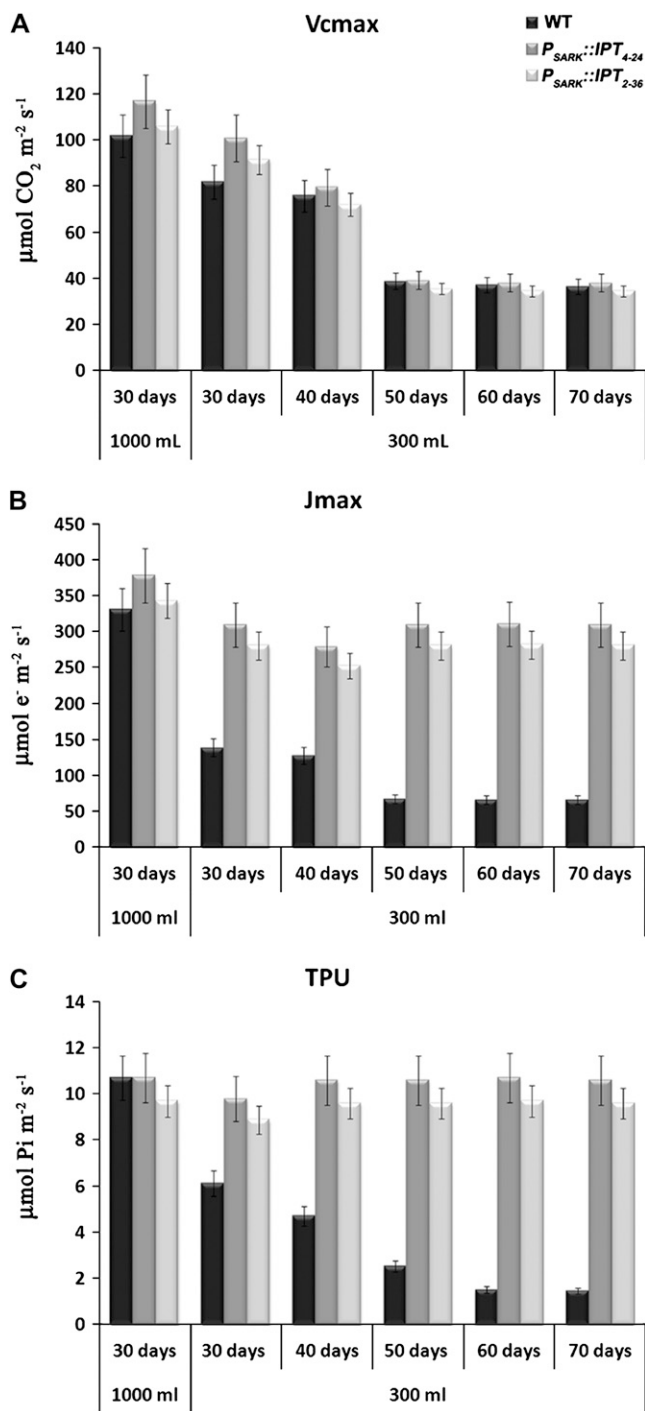 A
Vcmax
WT
P_SARK::IPT_4-24
P_SARK::IPT_2-36
µmol CO₂ m⁻² s⁻¹
140
120
100
80
60
40
20
0
30 days 30 days 40 days 50 days 60 days 70 days
1000 mL 300 mL
B
Jmax
µmol e⁻ m⁻² s⁻¹
450
400
350
300
250
200
150
100
50
0
30 days 30 days 40 days 50 days 60 days 70 days
1000 ml 300 ml
C
TPU
µmol Pi m⁻² s⁻¹
14
12
10
8
6
4
2
0
30 days 30 days 40 days 50 days 60 days 70 days
1000 ml 300 ml